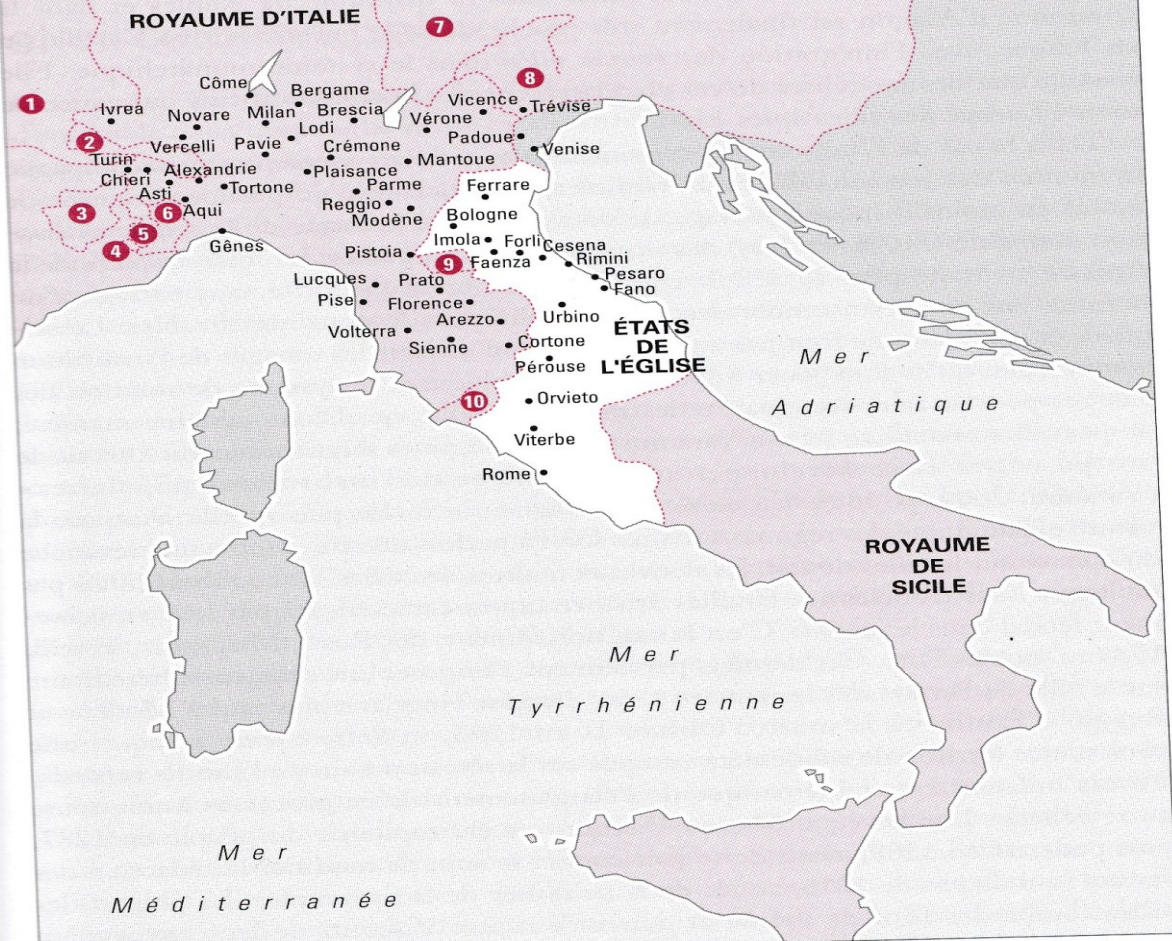 ROYAUME D'ITALIE
7
8
1
Côme
Bergame
Ivrea
Novare
Milan
Brescia
Vicence
Trévise
Vérone
Lodi
2
Vercelli
Pavie
Crémone
Padoue
Venise
Turin
Alexandrie
Plaisance
Mantoue
Chieri
Asti
Tortone
Parme
Ferrare
3
6
Aqui
Reggio
Modène
Bologne
5
4
Gênes
Imola
Forli
Cesena
Pistoia
9
Faenza
Rimini
Lucques
Prato
Pesaro
Pise
Florence
Fano
Arezzo
Urbino
Volterra
Sienne
Cortone
ÉTATS
DE
L'ÉGLISE
Pérouse
Mer
Adriatique
10
Orvieto
Viterbe
Rome
ROYAUME
DE
SICILE
Mer
Tyrrhénienne
Mer
Méditerranée